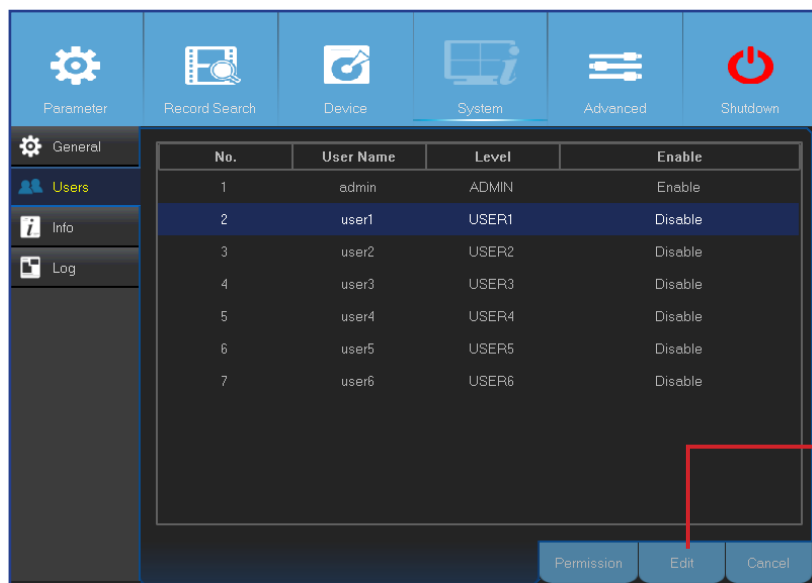 Parameter Record Search Device System Advanced Shutdown
General
Users
Info
Log
No. User Name Level Enable
1 admin ADMIN Enable
2 user1 USER1 Disable
3 user2 USER2 Disable
4 user3 USER3 Disable
5 user4 USER4 Disable
6 user5 USER5 Disable
7 user6 USER6 Disable
Permission Edit Cancel